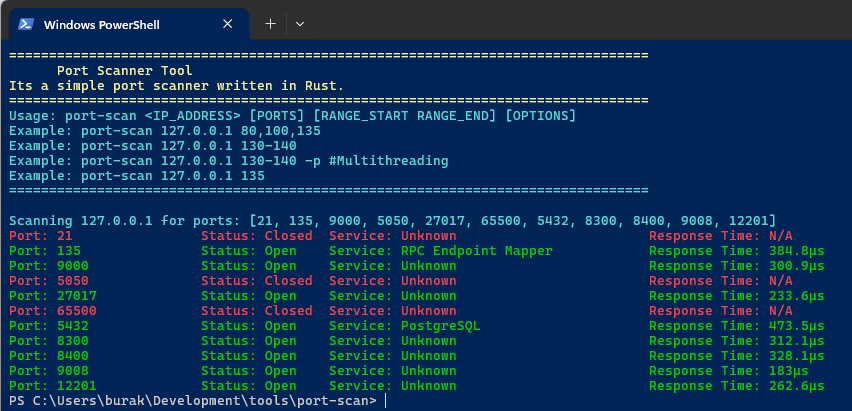 Windows PowerShell
================================================================================
Port Scanner Tool
Its a simple port scanner written in Rust.
================================================================================
Usage: port-scan <IP_ADDRESS> [PORTS] [RANGE_START RANGE_END] [OPTIONS]
Example: port-scan 127.0.0.1 80,100,135
Example: port-scan 127.0.0.1 130-140
Example: port-scan 127.0.0.1 130-140 -p #Multithreading
Example: port-scan 127.0.0.1 135
================================================================================
Scanning 127.0.0.1 for ports: [21, 135, 9000, 5050, 27017, 65500, 5432, 8300, 8400, 9008, 12201]
Port: 21 Status: Closed Service: Unknown Response Time: N/A
Port: 135 Status: Open Service: RPC Endpoint Mapper Response Time: 384.8µs
Port: 9000 Status: Open Service: Unknown Response Time: 300.9µs
Port: 5050 Status: Closed Service: Unknown Response Time: N/A
Port: 27017 Status: Open Service: Unknown Response Time: 233.6µs
Port: 65500 Status: Closed Service: Unknown Response Time: N/A
Port: 5432 Status: Open Service: PostgreSQL Response Time: 473.5µs
Port: 8300 Status: Open Service: Unknown Response Time: 312.1µs
Port: 8400 Status: Open Service: Unknown Response Time: 328.1µs
Port: 9008 Status: Open Service: Unknown Response Time: 183µs
Port: 12201 Status: Open Service: Unknown Response Time: 262.6µs
PS C:\Users\burak\Development\tools\port-scan>